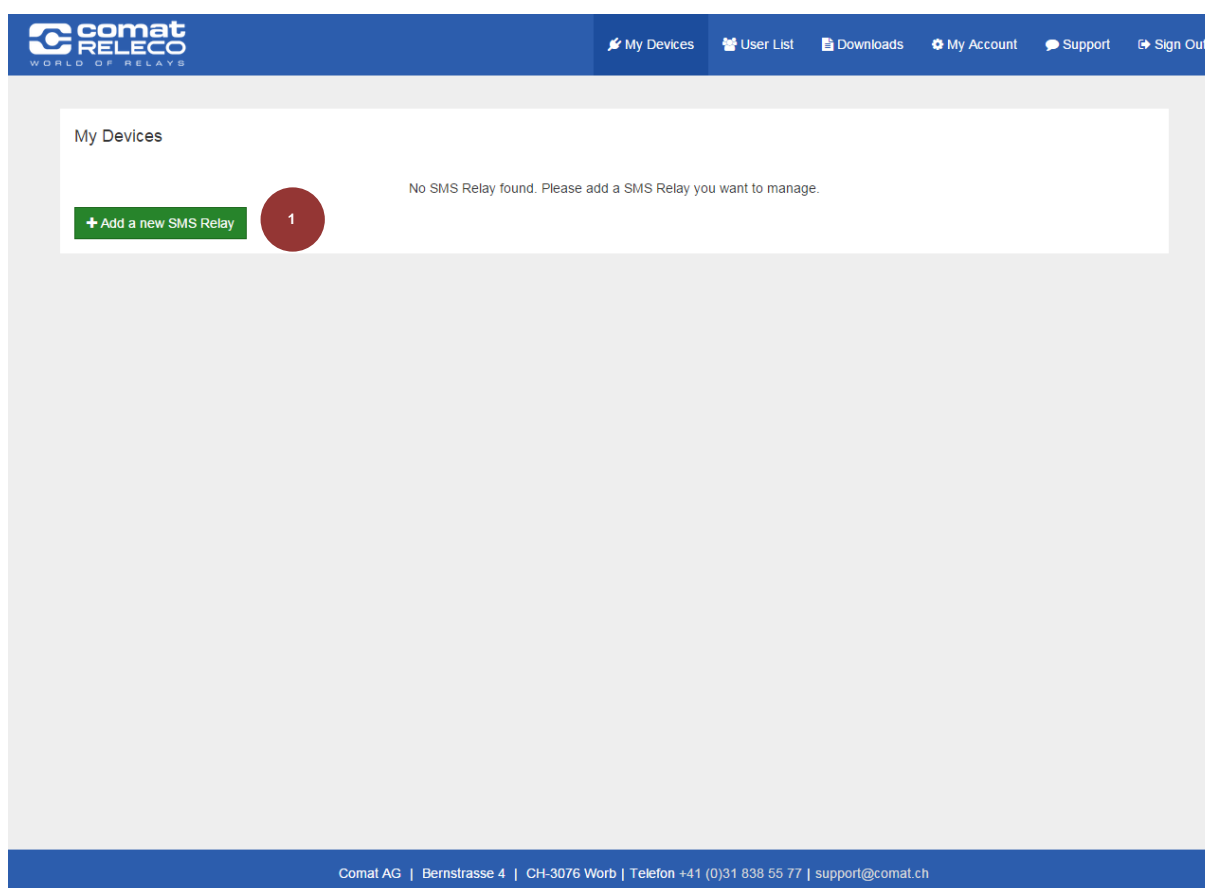 comat
RELECO
WORLD OF RELAYS
My Devices User List Downloads My Account Support Sign Out
My Devices
No SMS Relay found. Please add a SMS Relay you want to manage.
+ Add a new SMS Relay
1
Comat AG | Bernstrasse 4 | CH-3076 Worb | Telefon +41 (0)31 838 55 77 | support@comat.ch